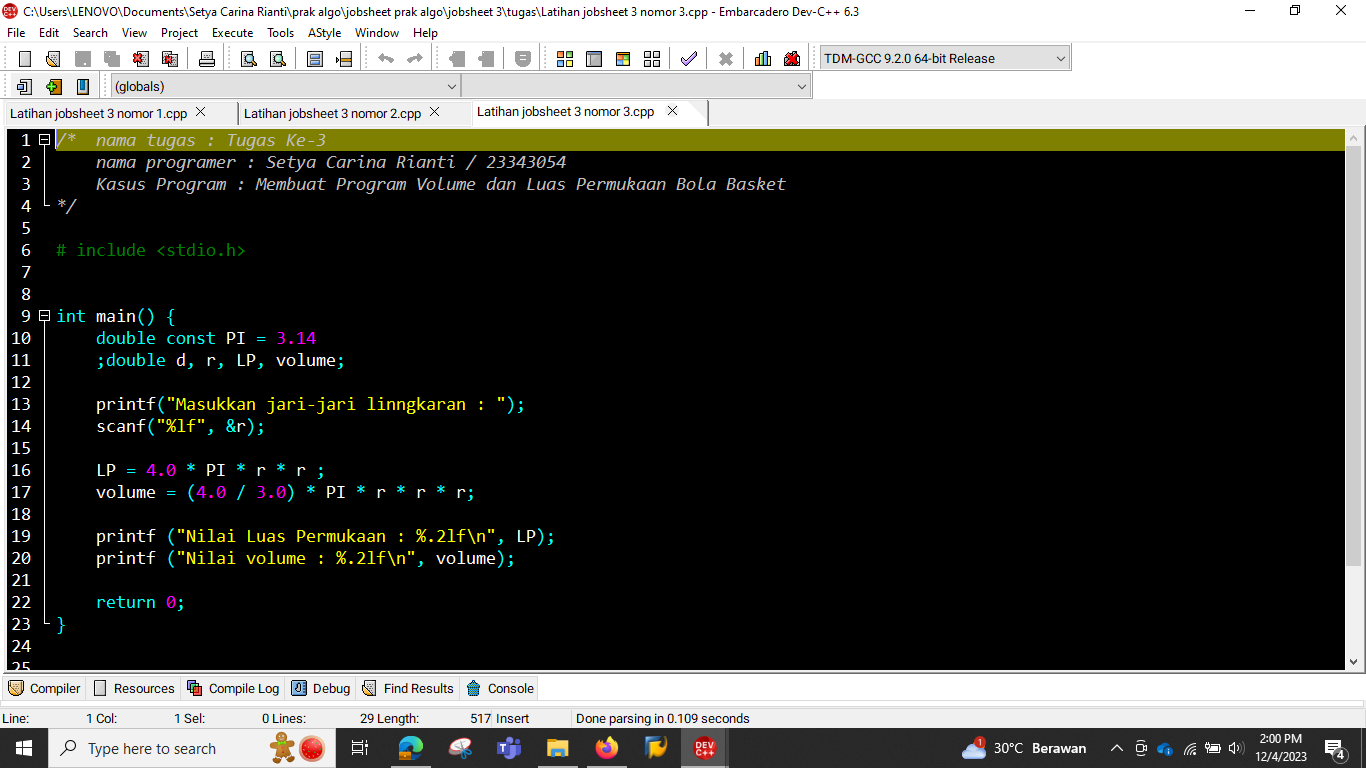 C:\Users\LENOVO\Documents\Setya Carina Rianti\prak algo\jobsheet prak algo\jobsheet 3\tugas\Latihan jobsheet 3 nomor 3.cpp - Embarcadero Dev-C++ 6.3
File Edit Search View Project Execute Tools AStyle Window Help
TDM-GCC 9.2.0 64-bit Release
(globals)
Latihan jobsheet 3 nomor 1.cpp Latihan jobsheet 3 nomor 2.cpp Latihan jobsheet 3 nomor 3.cpp
1 /*  nama tugas : Tugas Ke-3
2     nama programer : Setya Carina Rianti / 23343054
3     Kasus Program : Membuat Program Volume dan Luas Permukaan Bola Basket
4 */
5
6 # include <stdio.h>
7
8
9 int main() {
10     double const PI = 3.14
11     ;double d, r, LP, volume;
12
13     printf("Masukkan jari-jari linngkaran : ");
14     scanf("%lf", &r);
15
16     LP = 4.0 * PI * r * r ;
17     volume = (4.0 / 3.0) * PI * r * r * r;
18
19     printf ("Nilai Luas Permukaan : %.2lf\n", LP);
20     printf ("Nilai volume : %.2lf\n", volume);
21
22     return 0;
23 }
24
25
Compiler Resources Compile Log Debug Find Results Console
Line: 1 Col: 1 Sel: 0 Lines: 29 Length: 517 Insert Done parsing in 0.109 seconds
Type here to search DEV C++ 1 30°C Berawan 2:00 PM 4
12/4/2023